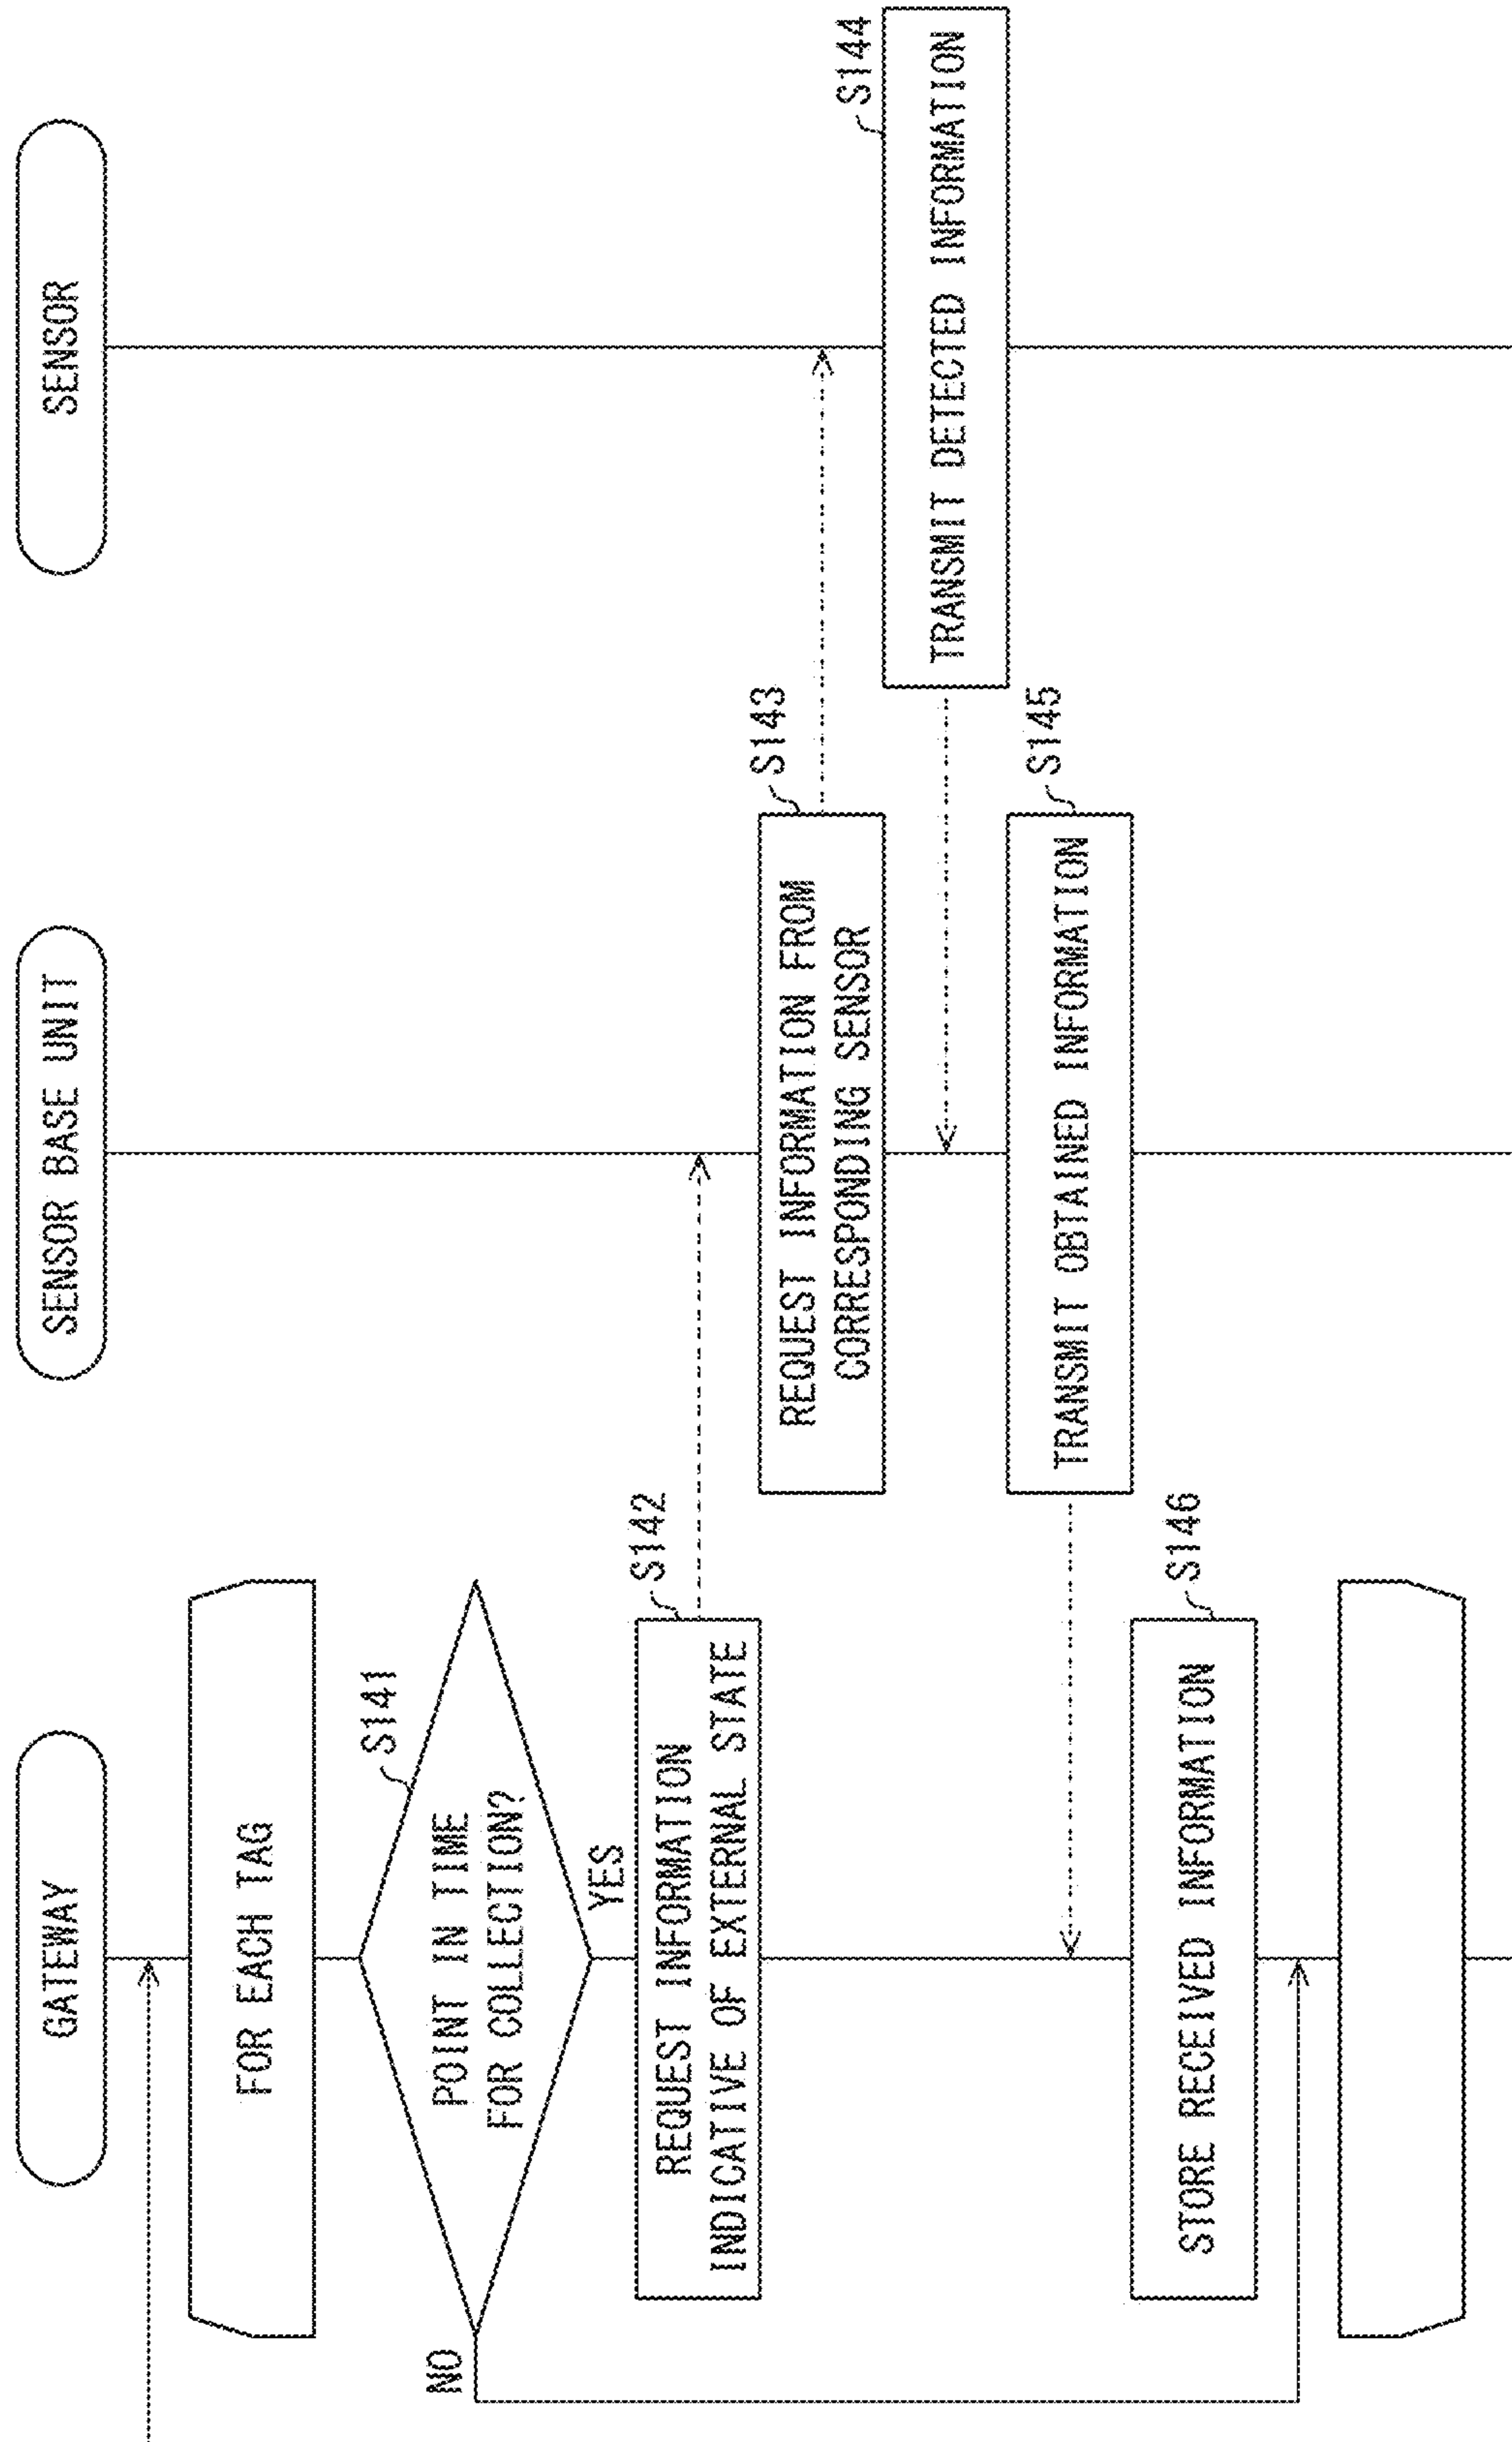 GATEWAY
SENSOR BASE UNIT
SENSOR
FOR EACH TAG
S141
POINT IN TIME
FOR COLLECTION?
NO
YES
S142
REQUEST INFORMATION
INDICATIVE OF EXTERNAL STATE
S143
REQUEST INFORMATION FROM
CORRESPONDING SENSOR
S144
TRANSMIT DETECTED INFORMATION
S145
TRANSMIT OBTAINED INFORMATION
S146
STORE RECEIVED INFORMATION